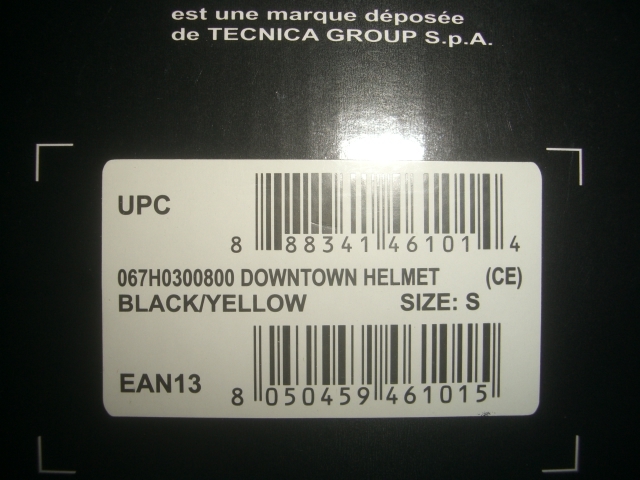 est une marque déposée
de TECNICA GROUP S.p.A.
UPC
8 88341 46101 4
067H0300800 DOWNTOWN HELMET (CE)
BLACK/YELLOW SIZE: S
EAN13
8 050459 461015